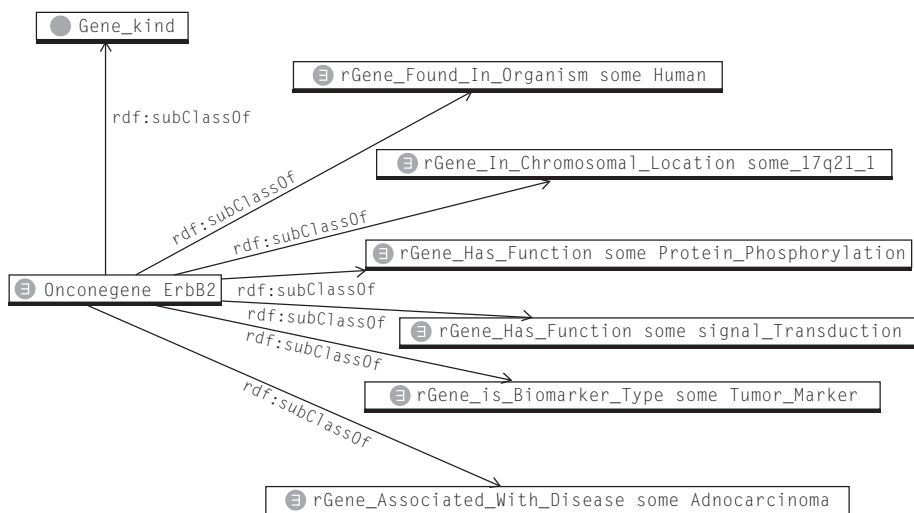 Gene_kind
rGene_Found_In_Organism some Human
rdf:subClassOf
rGene_In_Chromosomal_Location some_17q21_1
rdf:subClassOf
rdf:subClassOf
rGene_Has_Function some Protein_Phosphorylation
Onconegene ErbB2
rdf:subClassOf
rdf:subClassOf
rGene_Has_Function some signal_Transduction
rdf:subClassOf
rGene_is_Biomarker_Type some Tumor_Marker
rdf:subClassOf
rGene_Associated_With_Disease some Adnocarcinoma